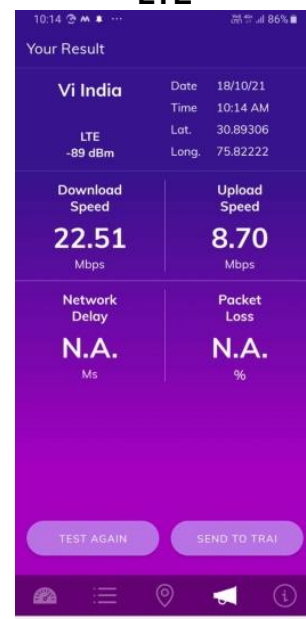 LTE
10:14 86%
Your Result
Vi India
LTE
-89 dBm
Date 18/10/21
Time 10:14 AM
Lat. 30.89306
Long. 75.82222
Download
Speed
22.51
Mbps
Upload
Speed
8.70
Mbps
Network
Delay
N.A.
Ms
Packet
Loss
N.A.
%
TEST AGAIN
SEND TO TRAI